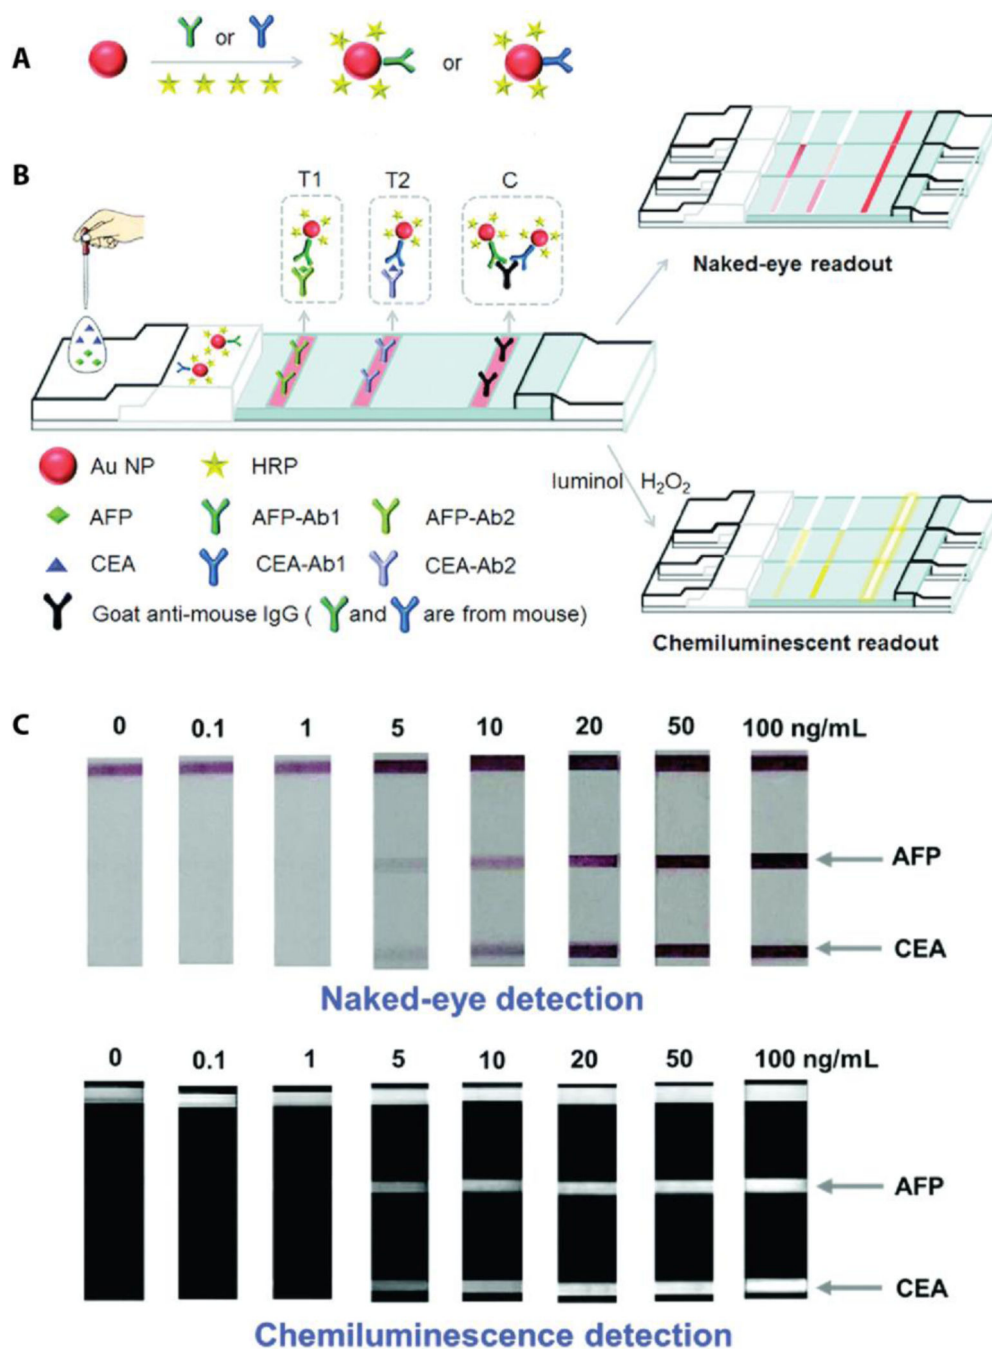 A
or
or
B
T1
T2
C
Naked-eye readout
luminol H₂O₂
Au NP
HRP
AFP
AFP-Ab1
AFP-Ab2
CEA
CEA-Ab1
CEA-Ab2
Goat anti-mouse IgG ( and are from mouse)
Chemiluminescent readout
C
0 0.1 1 5 10 20 50 100 ng/mL
AFP
CEA
Naked-eye detection
0 0.1 1 5 10 20 50 100 ng/mL
AFP
CEA
Chemiluminescence detection